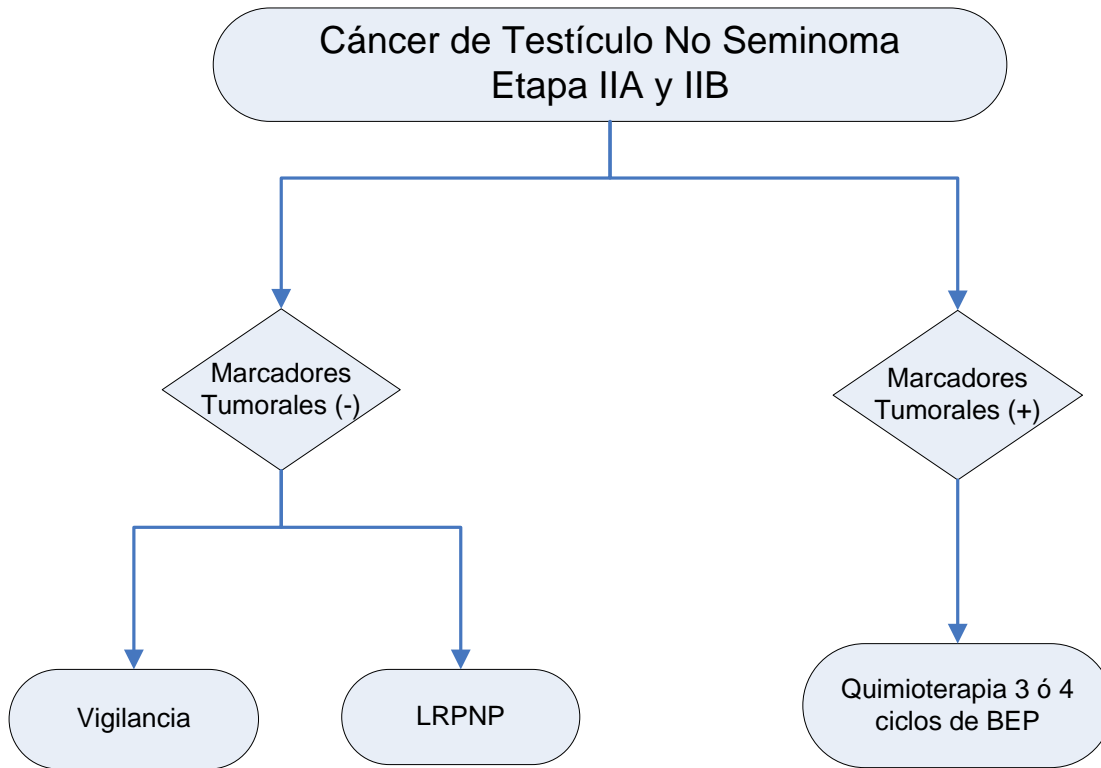 Cáncer de Testículo No Seminoma
Etapa IIA y IIB
Marcadores
Tumorales (-)
Marcadores
Tumorales (+)
Vigilancia
LRPNP
Quimioterapia 3 ó 4
ciclos de BEP